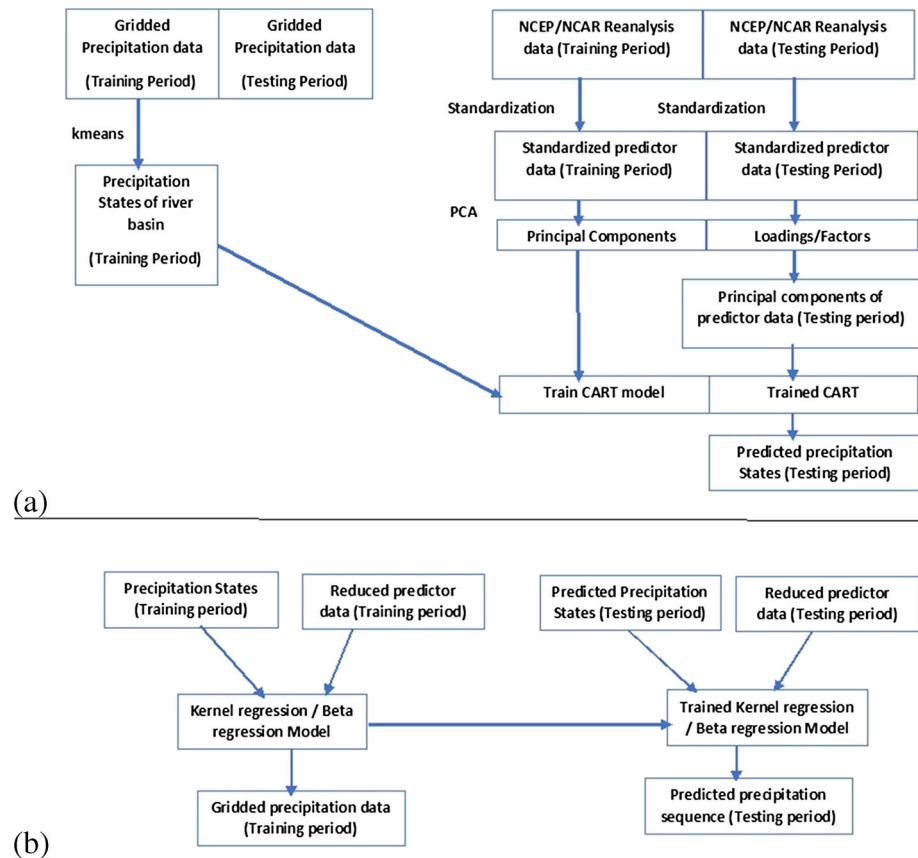 Gridded
Precipitation data
(Training Period)
Gridded
Precipitation data
(Testing Period)
NCEP/NCAR Reanalysis
data (Training Period)
NCEP/NCAR Reanalysis
data (Testing Period)
kmeans
Standardization
Standardization
Precipitation
States of river
basin
(Training Period)
Standardized predictor
data (Training Period)
Standardized predictor
data (Testing Period)
PCA
Principal Components
Loadings/Factors
Principal components of
predictor data (Testing period)
Train CART model
Trained CART
Predicted precipitation
States (Testing period)
(a)
Precipitation States
(Training period)
Reduced predictor
data (Training period)
Predicted Precipitation
States (Testing period)
Reduced predictor
data (Testing period)
Kernel regression / Beta
regression Model
Trained Kernel regression
/ Beta regression Model
Gridded precipitation data
(Training period)
Predicted precipitation
sequence (Testing period)
(b)